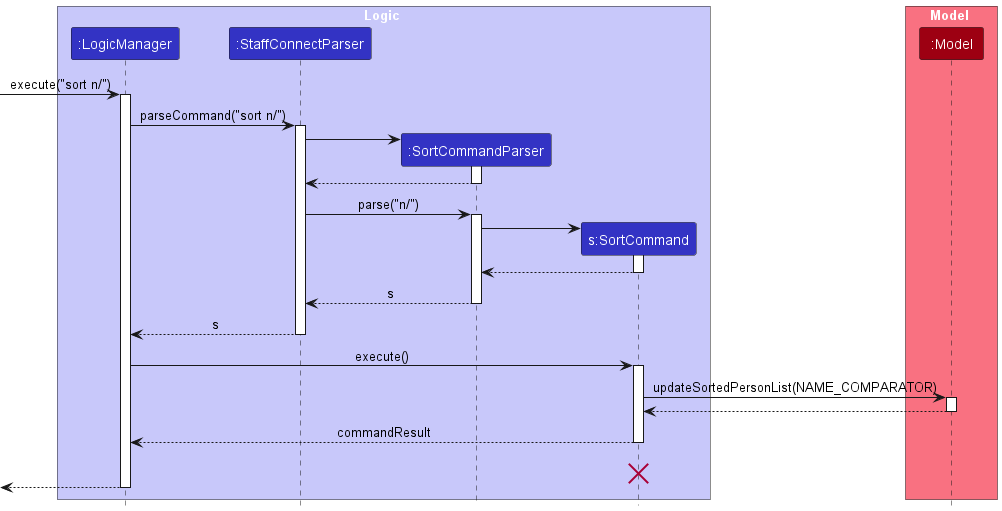 Logic
Model
:LogicManager
:StaffConnectParser
:Model
execute("sort n/")
parseCommand("sort n/")
:SortCommandParser
parse("n/")
s:SortCommand
s
s
execute()
updateSortedPersonList(NAME_COMPARATOR)
commandResult